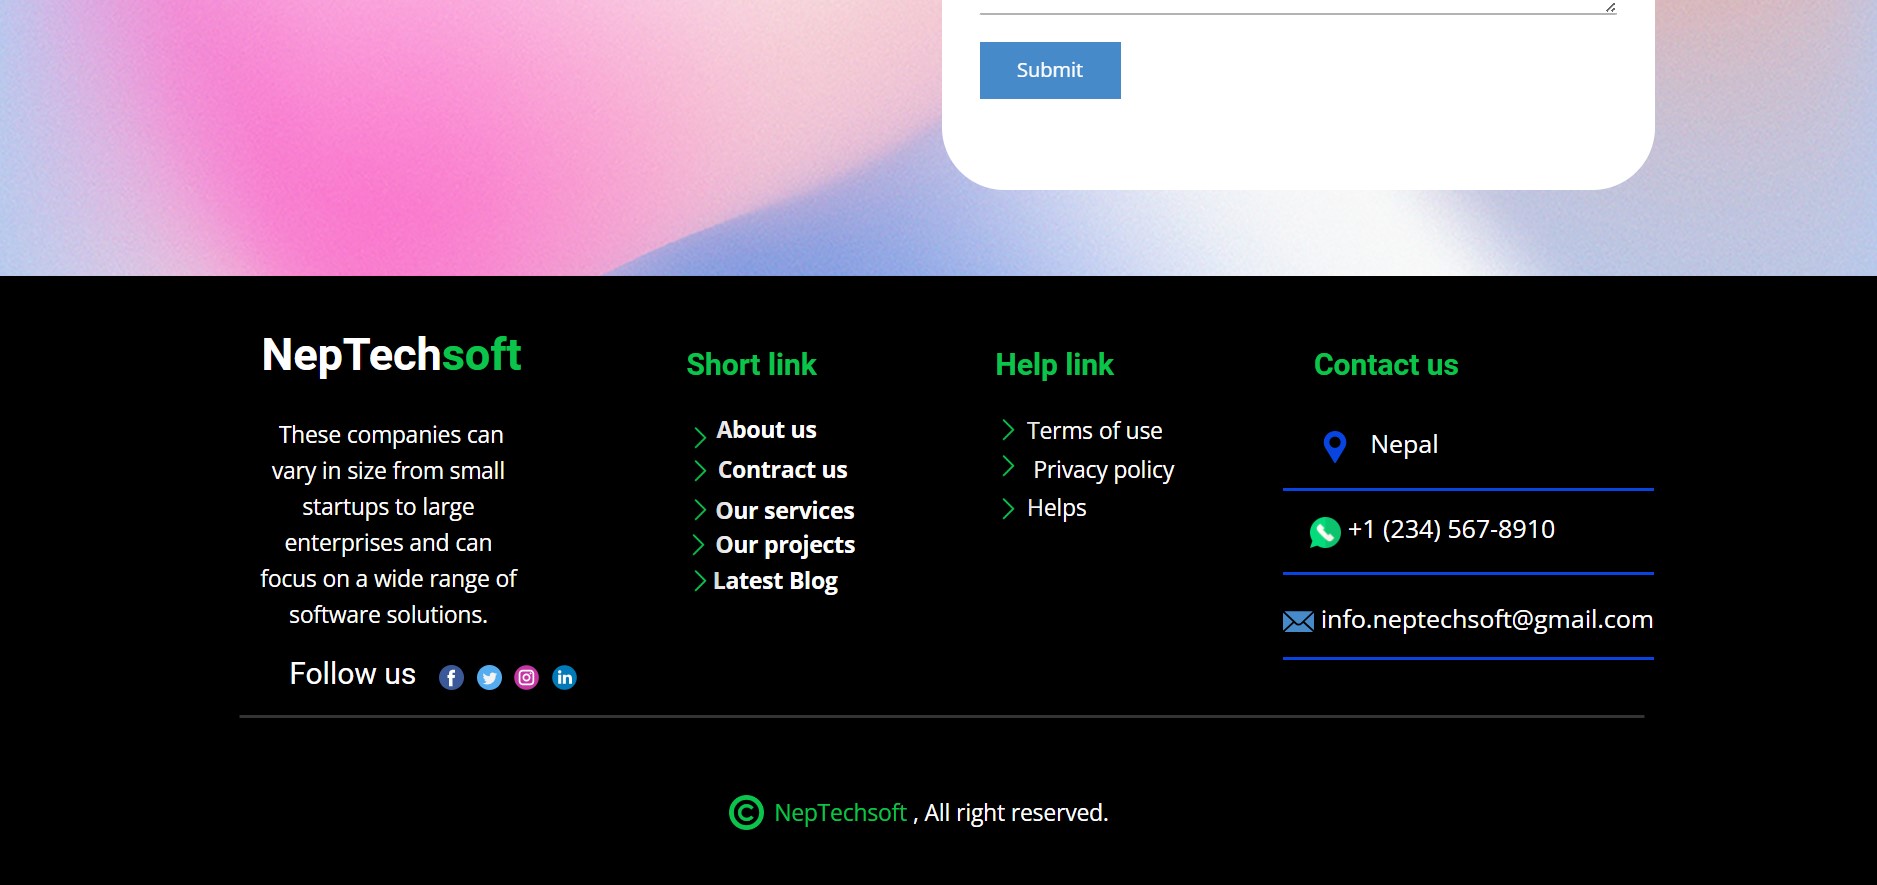 Submit
NepTechsoft
These companies can
vary in size from small
startups to large
enterprises and can
focus on a wide range of
software solutions.
Follow us
Short link
About us
Contract us
Our services
Our projects
Latest Blog
Help link
Terms of use
Privacy policy
Helps
Contact us
Nepal
+1 (234) 567-8910
info.neptechsoft@gmail.com
© NepTechsoft , All right reserved.